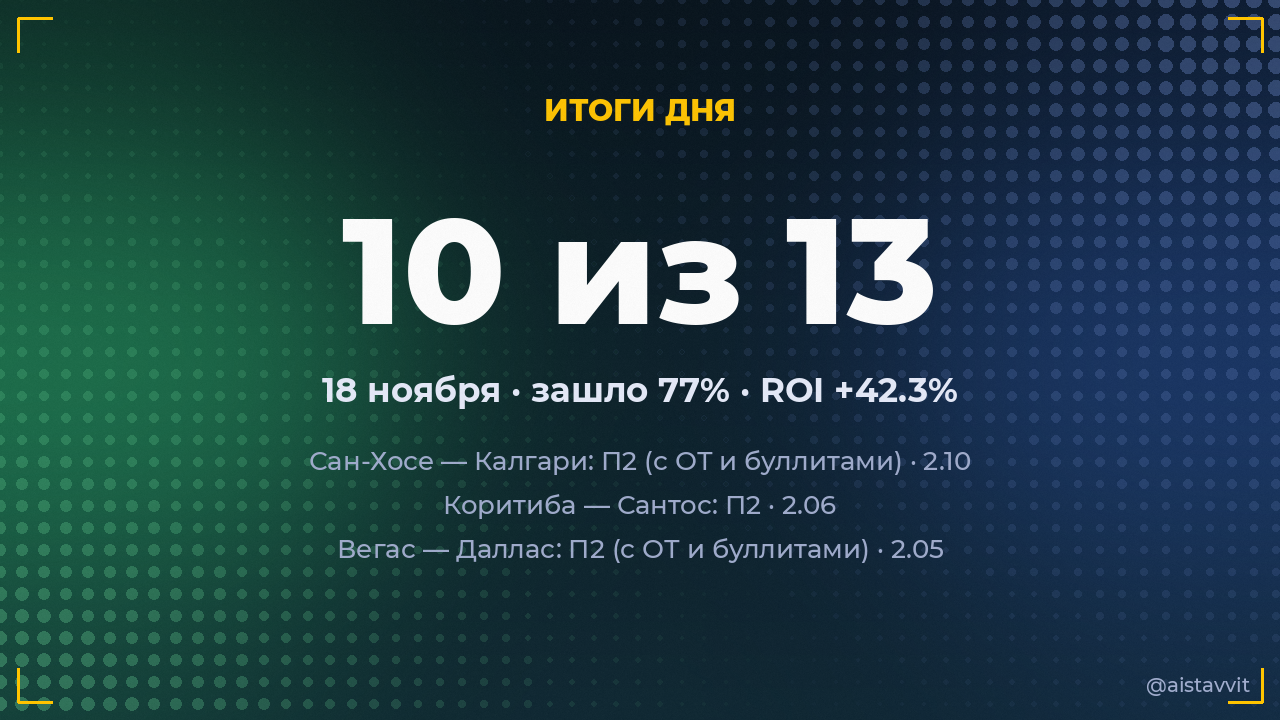 ИТОГИ ДНЯ
10 из 13
18 ноября · зашло 77% · ROI +42.3%
Сан-Хосе — Калгари: П2 (с ОТ и буллитами) · 2.10
Коритиба — Сантос: П2 · 2.06
Вегас — Даллас: П2 (с ОТ и буллитами) · 2.05
@aistavvit